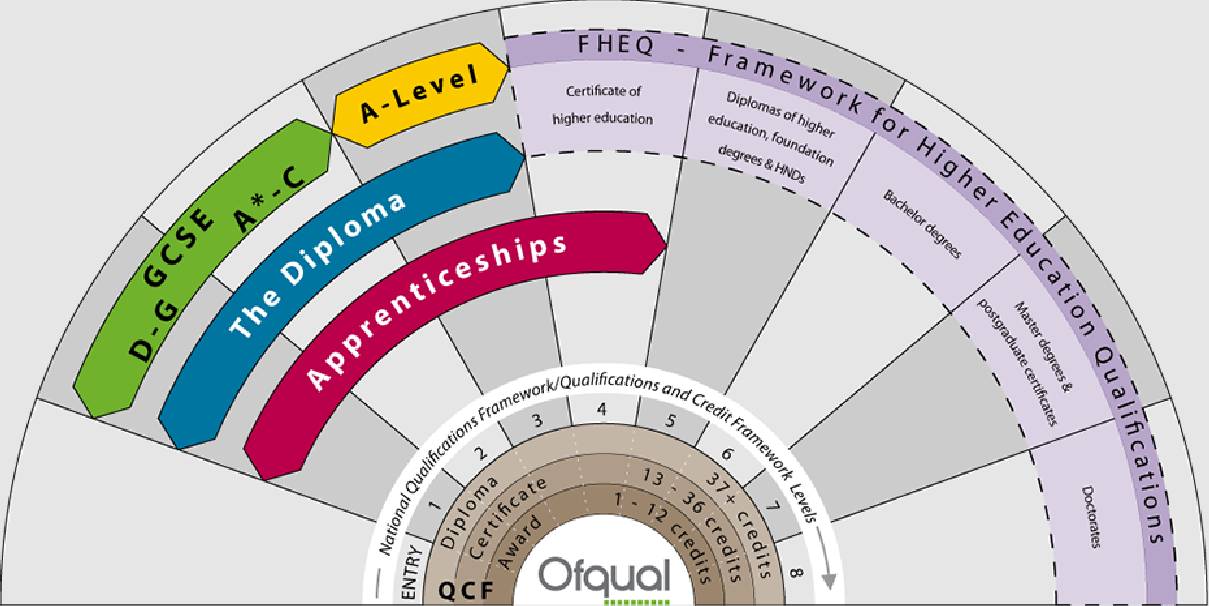 A-Level
GCSE
D-G
A*-C
The Diploma
Apprenticeships
FHEQ - Framework for Higher Education Qualifications
Certificate of
higher education
Diplomas of higher
education, foundation
degrees & HNDs
Bachelor degrees
Master degrees &
postgraduate certificates
Doctorates
National Qualifications Framework/Qualifications and Credit Framework Levels
ENTRY
1
2
3
4
5
6
7
8
Diploma
37+ credits
Certificate
13 - 36 credits
Award
1 - 12 credits
QCF
Ofqual